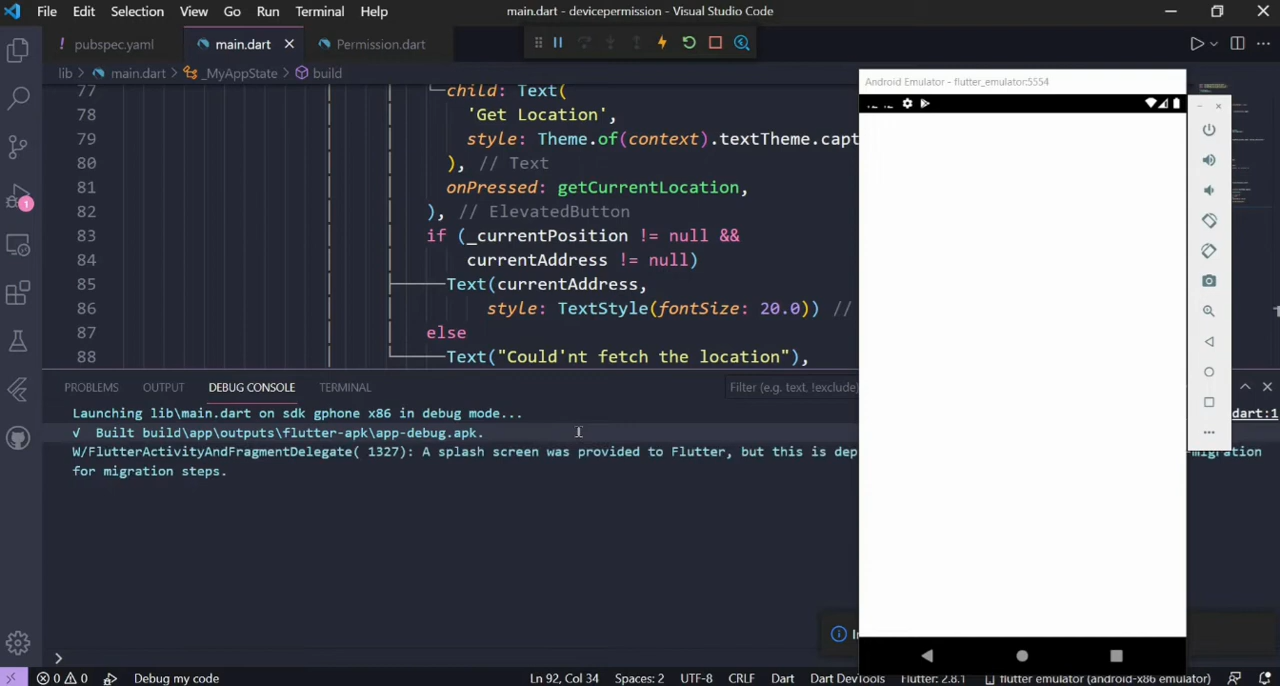 File Edit Selection View Go Run Terminal Help
main.dart - devicepermission - Visual Studio Code
! pubspec.yaml
main.dart
Permission.dart
lib > main.dart > _MyAppState > build
77 child: Text(
78 'Get Location',
79 style: Theme.of(context).textTheme.capt
80 ), // Text
81 onPressed: getCurrentLocation,
82 ), // ElevatedButton
83 if (_currentPosition != null &&
84 currentAddress != null)
85 Text(currentAddress,
86 style: TextStyle(fontSize: 20.0)) //
87 else
88 Text("Could'nt fetch the location"),
PROBLEMS OUTPUT DEBUG CONSOLE TERMINAL
Filter (e.g. text, !exclude)
Launching lib\main.dart on sdk gphone x86 in debug mode...
dart:1
√ Built build\app\outputs\flutter-apk\app-debug.apk.
W/FlutterActivityAndFragmentDelegate( 1327): A splash screen was provided to Flutter, but this is dep
-migration
for migration steps.
>
Android Emulator - flutter_emulator:5554
1
0 0 Debug my code
Ln 92, Col 34 Spaces: 2 UTF-8 CRLF Dart Dart DevTools Flutter: 2.8.1 flutter emulator (android-x86 emulator)